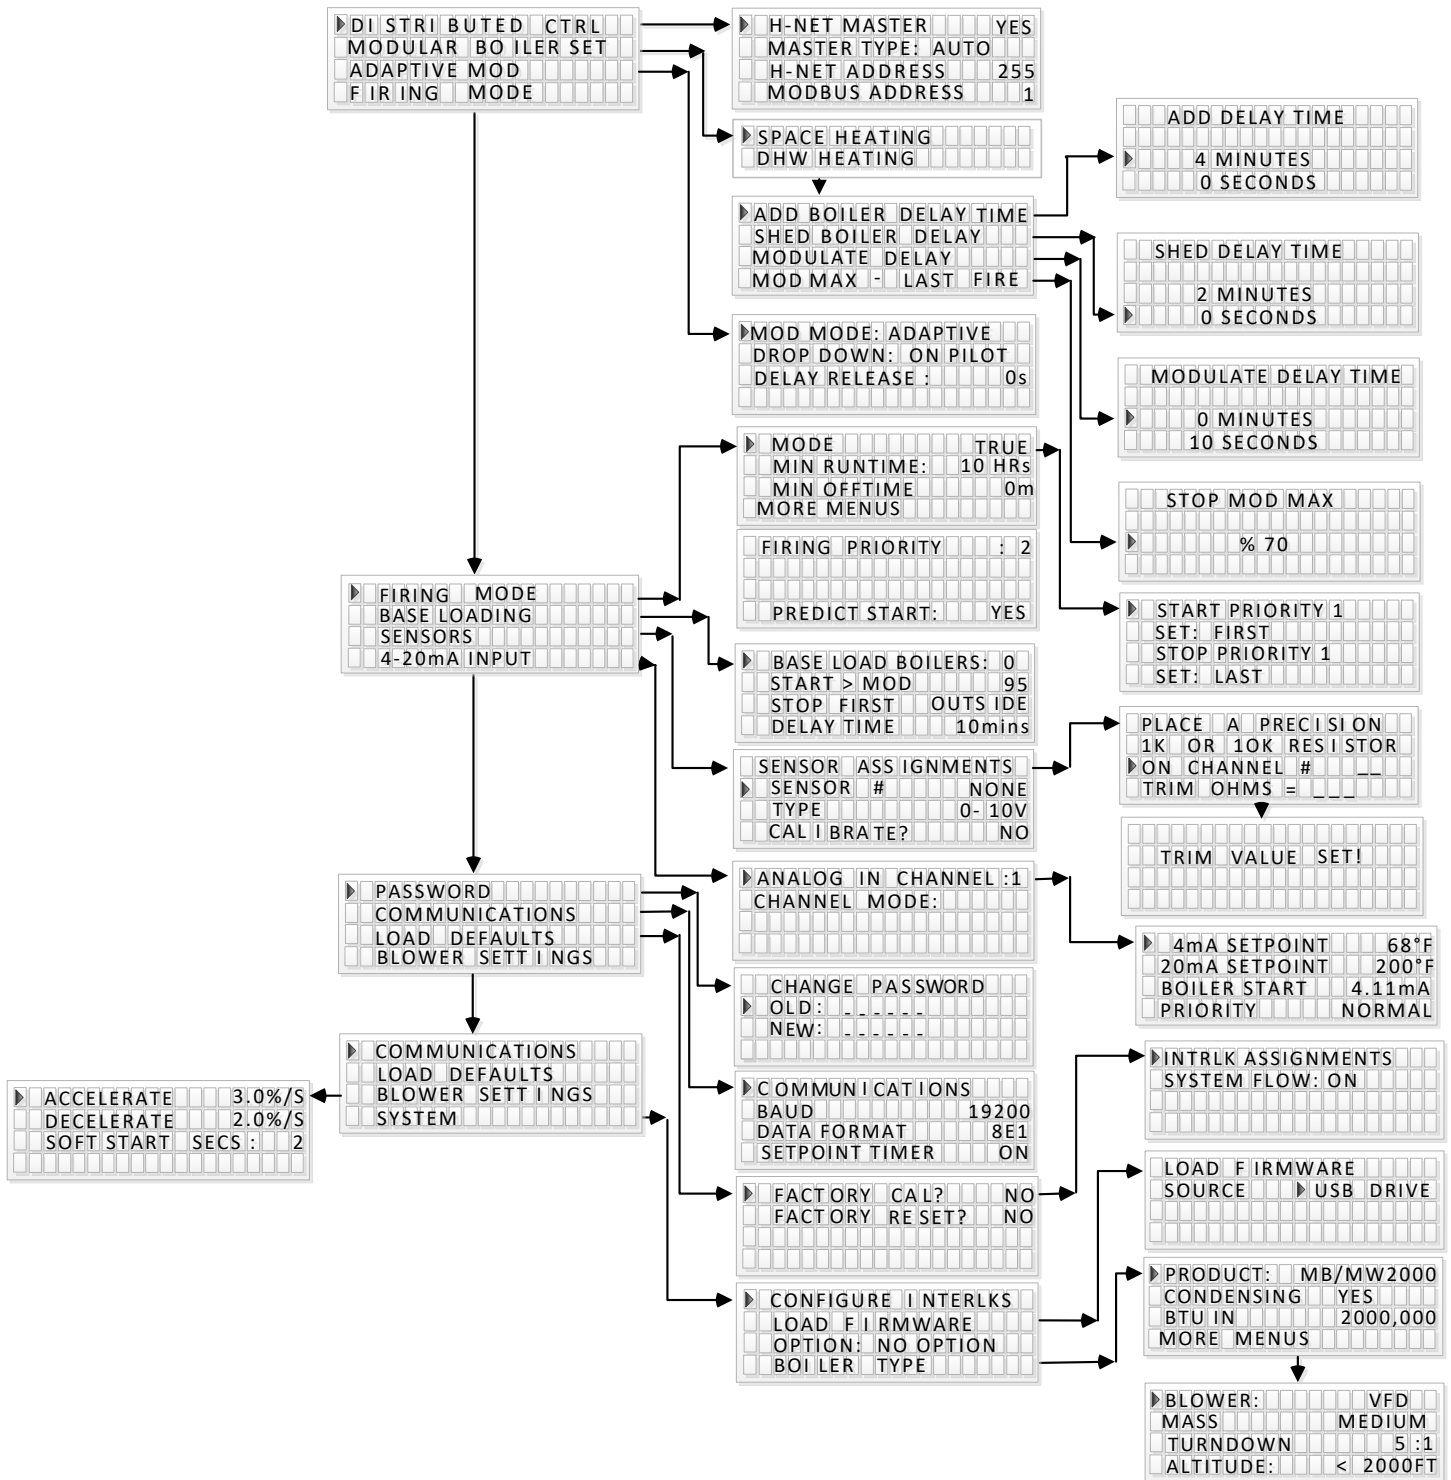 DISTRIBUTED CTRL
MODULAR BOILER SET
ADAPTIVE MOD
FIRING MODE
H-NET MASTER YES
MASTER TYPE: AUTO
H-NET ADDRESS 255
MODBUS ADDRESS 1
SPACE HEATING
DHW HEATING
ADD BOILER DELAY TIME
SHED BOILER DELAY
MODULATE DELAY
MOD MAX - LAST FIRE
ADD DELAY TIME
4 MINUTES
0 SECONDS
SHED DELAY TIME
2 MINUTES
0 SECONDS
MODULATE DELAY TIME
0 MINUTES
10 SECONDS
STOP MOD MAX
% 70
MOD MODE: ADAPTIVE
DROP DOWN: ON PILOT
DELAY RELEASE : 0s
FIRING MODE
BASE LOADING
SENSORS
4-20mA INPUT
MODE TRUE
MIN RUNTIME: 10 HRs
MIN OFFTIME 0m
MORE MENUS
FIRING PRIORITY : 2
PREDICT START: YES
START PRIORITY 1
SET: FIRST
STOP PRIORITY 1
SET: LAST
BASE LOAD BOILERS: 0
START > MOD 95
STOP FIRST OUTSIDE
DELAY TIME 10mins
SENSOR ASSIGNMENTS
SENSOR # NONE
TYPE 0-10V
CALIBRATE? NO
PLACE A PRECISION
1K OR 10K RESISTOR
ON CHANNEL # __
TRIM OHMS = ___
TRIM VALUE SET!
ANALOG IN CHANNEL :1
CHANNEL MODE:
4mA SETPOINT 68°F
20mA SETPOINT 200°F
BOILER START 4.11mA
PRIORITY NORMAL
PASSWORD
COMMUNICATIONS
LOAD DEFAULTS
BLOWER SETTINGS
CHANGE PASSWORD
OLD: _ _ _ _ _ _
NEW: _ _ _ _ _ _
COMMUNICATIONS
LOAD DEFAULTS
BLOWER SETTINGS
SYSTEM
ACCELERATE 3.0%/S
DECELERATE 2.0%/S
SOFT START SECS : 2
COMMUNICATIONS
BAUD 19200
DATA FORMAT 8E1
SETPOINT TIMER ON
FACTORY CAL? NO
FACTORY RESET? NO
INTRLK ASSIGNMENTS
SYSTEM FLOW: ON
CONFIGURE INTERLKS
LOAD FIRMWARE
OPTION: NO OPTION
BOILER TYPE
LOAD FIRMWARE
SOURCE USB DRIVE
PRODUCT: MB/MW2000
CONDENSING YES
BTU IN 2000,000
MORE MENUS
BLOWER: VFD
MASS MEDIUM
TURNDOWN 5 :1
ALTITUDE: < 2000FT